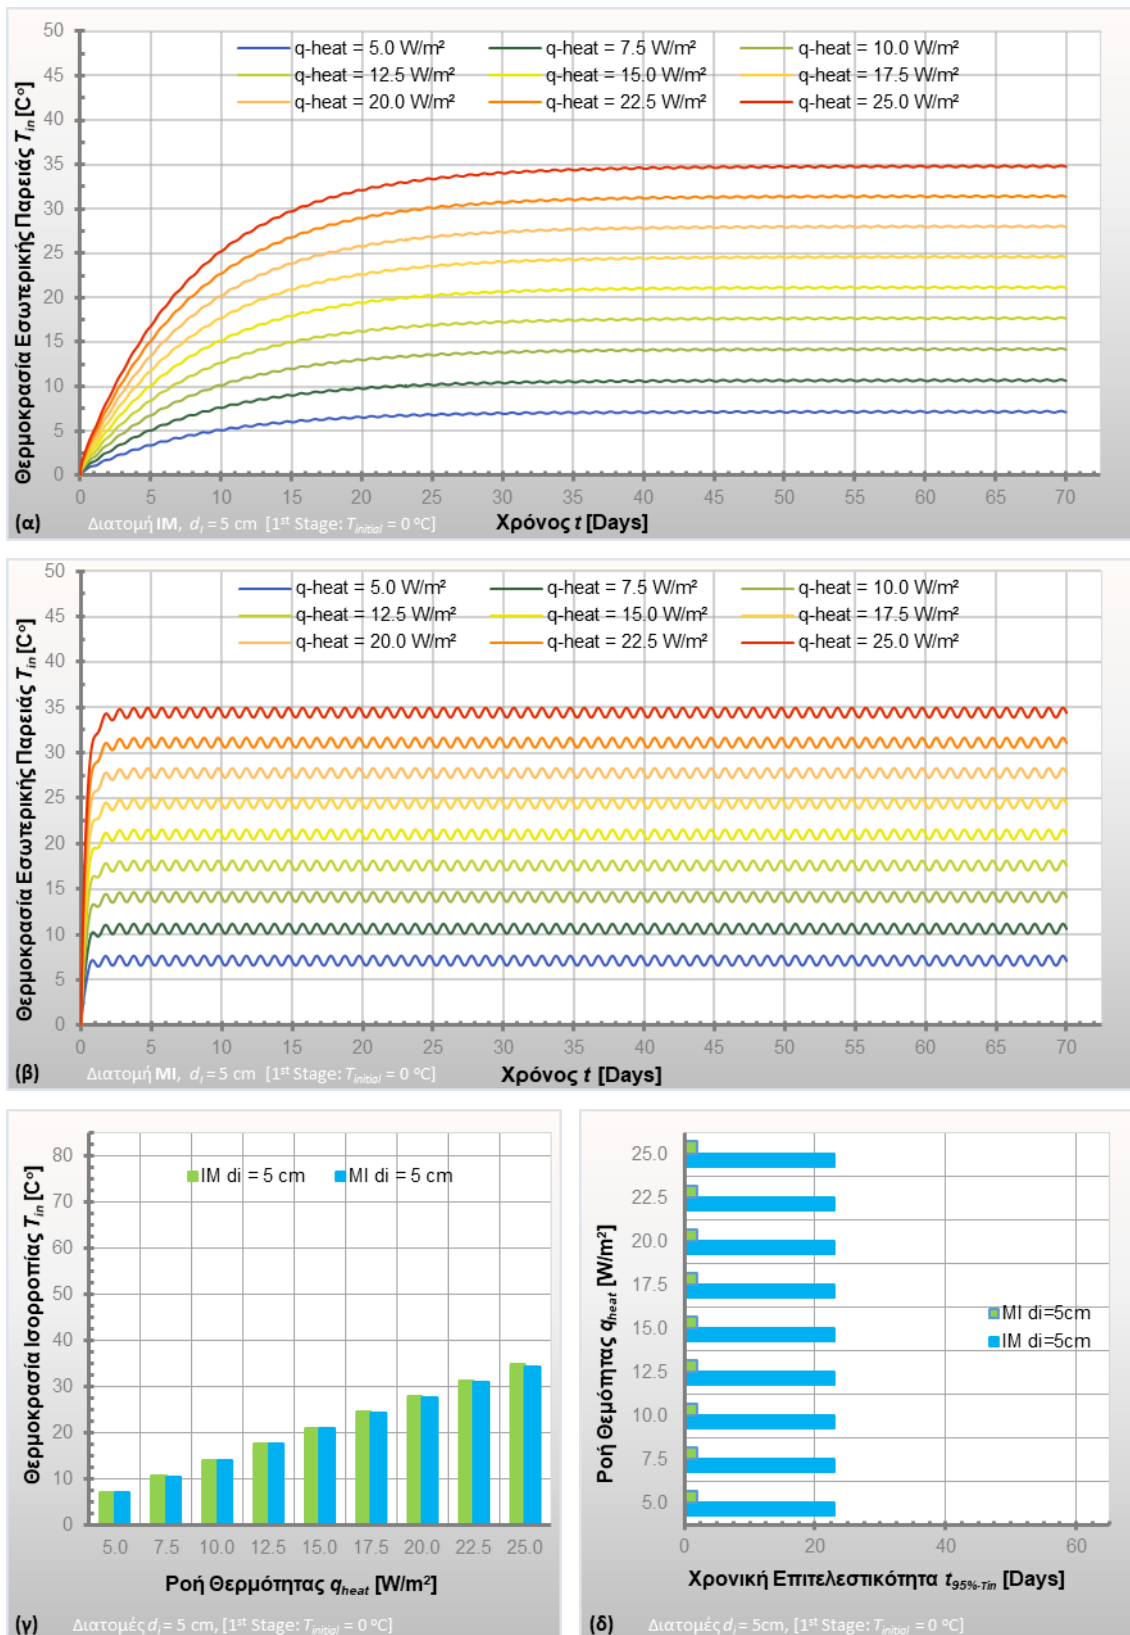 50
45
40
35
30
25
20
15
10
5
0
Θερμοκρασία Εσωτερικής Παρειάς T_in [C°]
q-heat = 5.0 W/m² q-heat = 7.5 W/m² q-heat = 10.0 W/m²
q-heat = 12.5 W/m² q-heat = 15.0 W/m² q-heat = 17.5 W/m²
q-heat = 20.0 W/m² q-heat = 22.5 W/m² q-heat = 25.0 W/m²
0 5 10 15 20 25 30 35 40 45 50 55 60 65 70
(α) Διατομή IM, d_i = 5 cm [1st Stage: T_initial = 0 °C] Χρόνος t [Days]
50
45
40
35
30
25
20
15
10
5
0
Θερμοκρασία Εσωτερικής Παρειάς T_in [C°]
q-heat = 5.0 W/m² q-heat = 7.5 W/m² q-heat = 10.0 W/m²
q-heat = 12.5 W/m² q-heat = 15.0 W/m² q-heat = 17.5 W/m²
q-heat = 20.0 W/m² q-heat = 22.5 W/m² q-heat = 25.0 W/m²
0 5 10 15 20 25 30 35 40 45 50 55 60 65 70
(β) Διατομή MI, d_i = 5 cm [1st Stage: T_initial = 0 °C] Χρόνος t [Days]
80
70
60
50
40
30
20
10
0
Θερμοκρασία Ισορροπίας T_in [C°]
IM di = 5 cm MI di = 5 cm
5.0 7.5 10.0 12.5 15.0 17.5 20.0 22.5 25.0
Ροή Θερμότητας q_heat [W/m²]
(γ) Διατομές d_i = 5 cm, [1st Stage: T_initial = 0 °C]
25.0
22.5
20.0
17.5
15.0
12.5
10.0
7.5
5.0
Ροή Θεμότητας q_heat [W/m²]
MI di=5cm
IM di=5cm
0 20 40 60
Χρονική Επιτελεστικότητα t_95%-Tin [Days]
(δ) Διατομές d_i = 5cm, [1st Stage: T_initial = 0 °C]